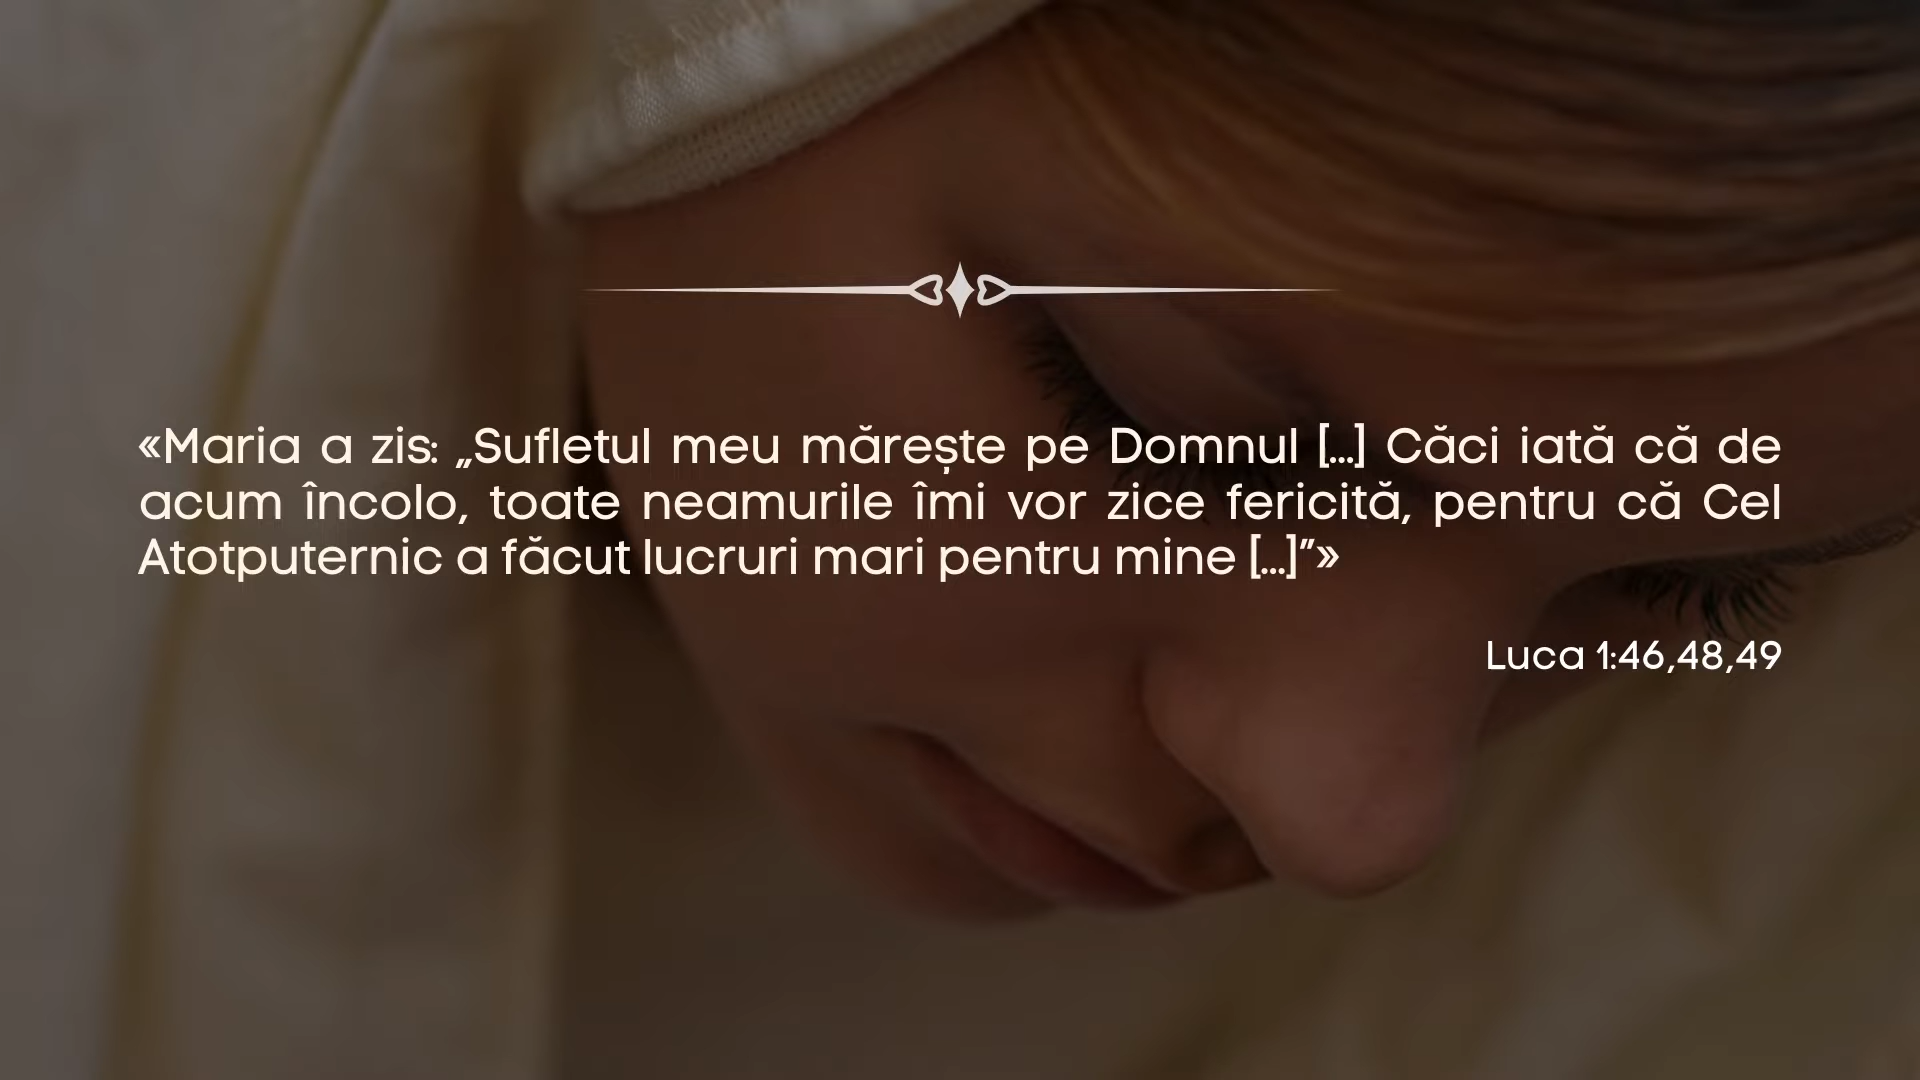 «Maria a zis: „Sufletul meu mărește pe Domnul [...] Căci iată că de
acum încolo, toate neamurile îmi vor zice fericită, pentru că Cel
Atotputernic a făcut lucruri mari pentru mine [...]”»
Luca 1:46,48,49